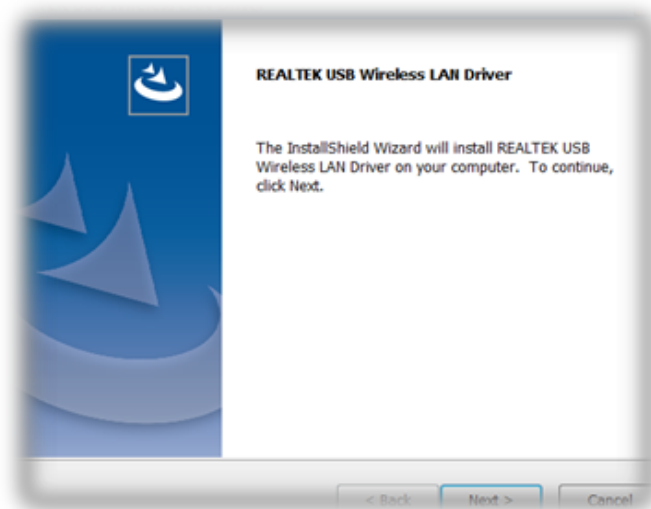 REALTEK USB Wireless LAN Driver
The InstallShield Wizard will install REALTEK USB
Wireless LAN Driver on your computer.  To continue,
click Next.
< Back
Next >
Cancel